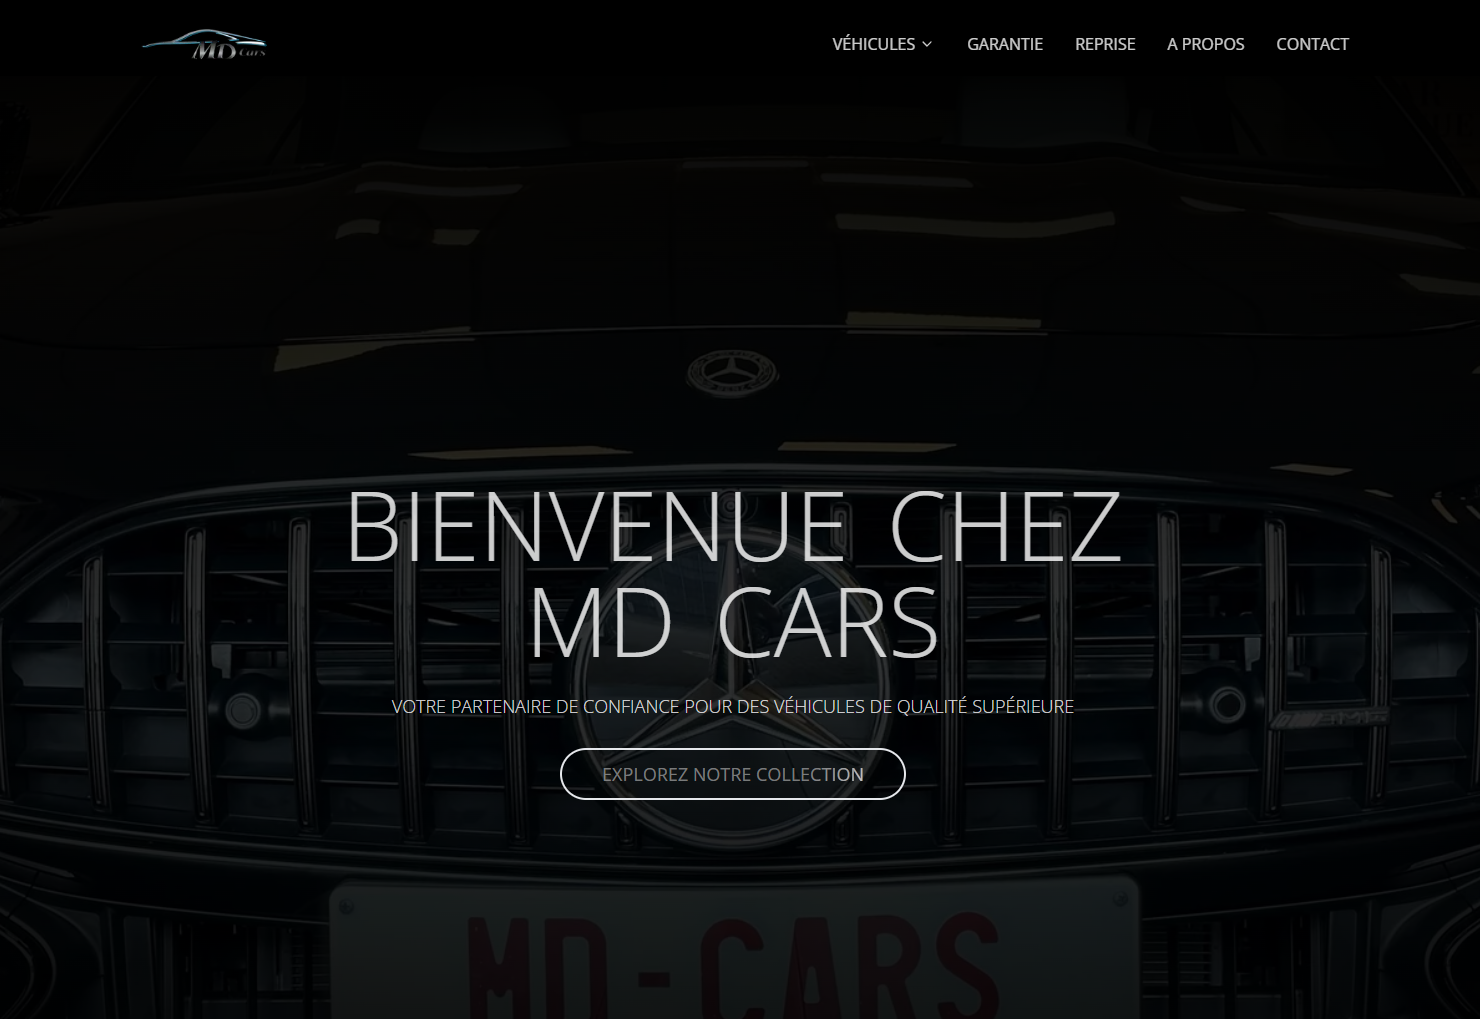 MD Cars
VÉHICULES
GARANTIE
REPRISE
A PROPOS
CONTACT
BIENVENUE CHEZ
MD CARS
VOTRE PARTENAIRE DE CONFIANCE POUR DES VÉHICULES DE QUALITÉ SUPÉRIEURE
EXPLOREZ NOTRE COLLECTION
AMG
MD-CARS